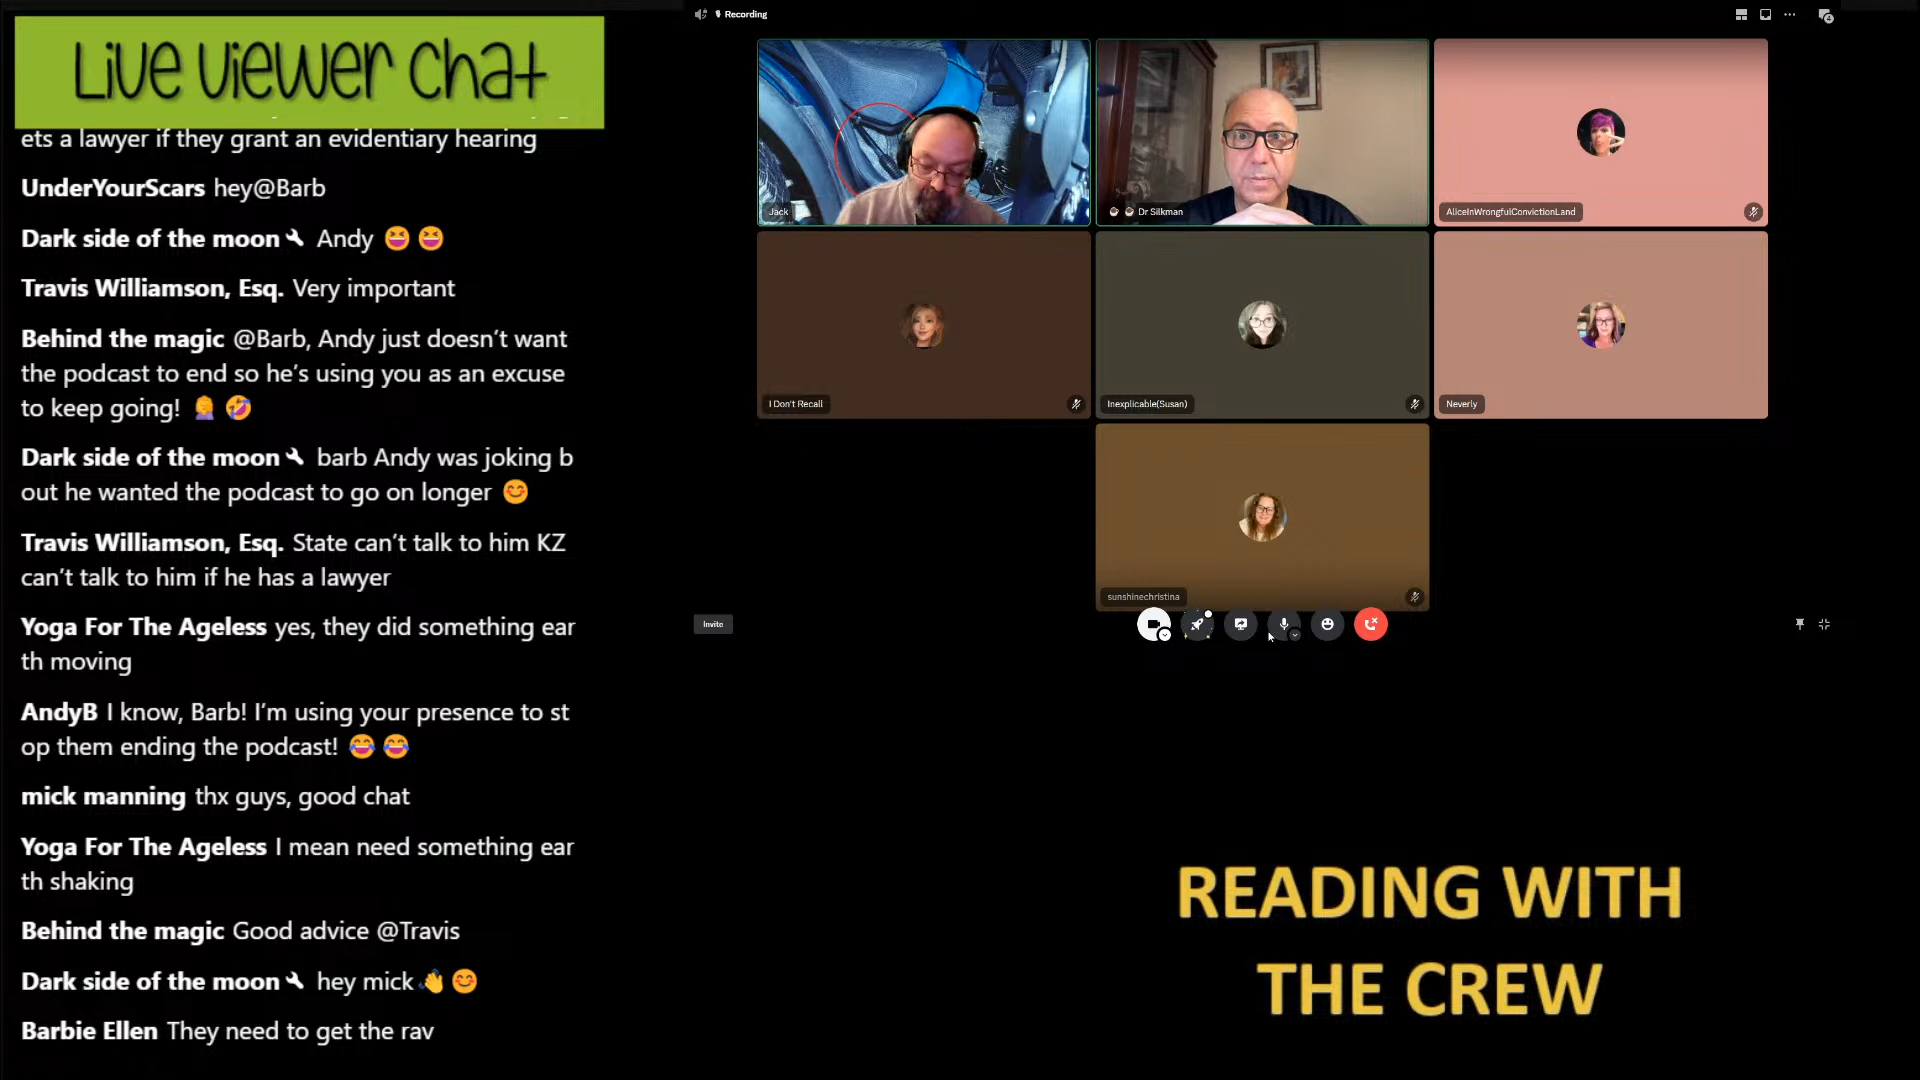 Live Viewer Chat
ets a lawyer if they grant an evidentiary hearing
UnderYourScars hey@Barb
Dark side of the moon Andy 😆 😆
Travis Williamson, Esq. Very important
Behind the magic @Barb, Andy just doesn't want
the podcast to end so he's using you as an excuse
to keep going! 🤦 🤣
Dark side of the moon barb Andy was joking b
out he wanted the podcast to go on longer 😊
Travis Williamson, Esq. State can't talk to him KZ
can't talk to him if he has a lawyer
Yoga For The Ageless yes, they did something ear
th moving
AndyB I know, Barb! I'm using your presence to st
op them ending the podcast! 😂 😂
mick manning thx guys, good chat
Yoga For The Ageless I mean need something ear
th shaking
Behind the magic Good advice @Travis
Dark side of the moon hey mick 👋 😊
Barbie Ellen They need to get the rav
Recording
Jack
Dr Silkman
AliceInWrongfulConvictionLand
I Don't Recall
Inexplicable(Susan)
Neverly
sunshinechristina
Invite
READING WITH
THE CREW